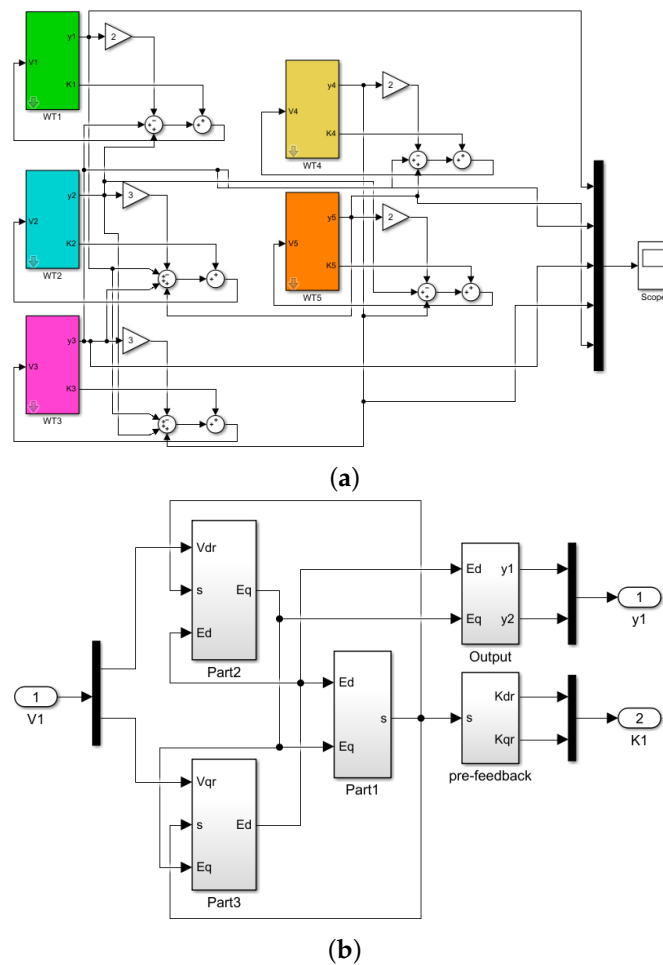 y1
2
V1
K1
WT1
y4
2
V4
K4
WT4
y2
3
V2
K2
WT2
y5
2
V5
K5
WT5
Scope
y3
3
V3
K3
WT3
(a)
Vdr
s
Eq
Ed
Part2
Ed y1
Eq y2
Output
1
y1
1
V1
Ed
s
Eq
Part1
s
Kdr
Kqr
pre-feedback
2
K1
Vqr
s Ed
Eq
Part3
(b)